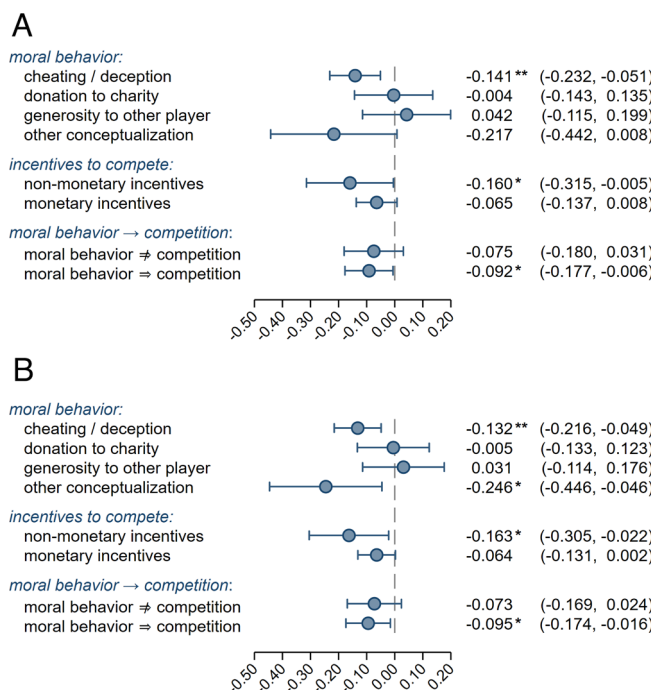 A
moral behavior:
cheating / deception -0.141 ** (-0.232, -0.051)
donation to charity -0.004 (-0.143, 0.135)
generosity to other player 0.042 (-0.115, 0.199)
other conceptualization -0.217 (-0.442, 0.008)
incentives to compete:
non-monetary incentives -0.160 * (-0.315, -0.005)
monetary incentives -0.065 (-0.137, 0.008)
moral behavior → competition:
moral behavior ⇏ competition -0.075 (-0.180, 0.031)
moral behavior ⇒ competition -0.092 * (-0.177, -0.006)
-0.50 -0.40 -0.30 -0.20 -0.10 0.00 0.10 0.20
B
moral behavior:
cheating / deception -0.132 ** (-0.216, -0.049)
donation to charity -0.005 (-0.133, 0.123)
generosity to other player 0.031 (-0.114, 0.176)
other conceptualization -0.246 * (-0.446, -0.046)
incentives to compete:
non-monetary incentives -0.163 * (-0.305, -0.022)
monetary incentives -0.064 (-0.131, 0.002)
moral behavior → competition:
moral behavior ⇏ competition -0.073 (-0.169, 0.024)
moral behavior ⇒ competition -0.095 * (-0.174, -0.016)
-0.50 -0.40 -0.30 -0.20 -0.10 0.00 0.10 0.20